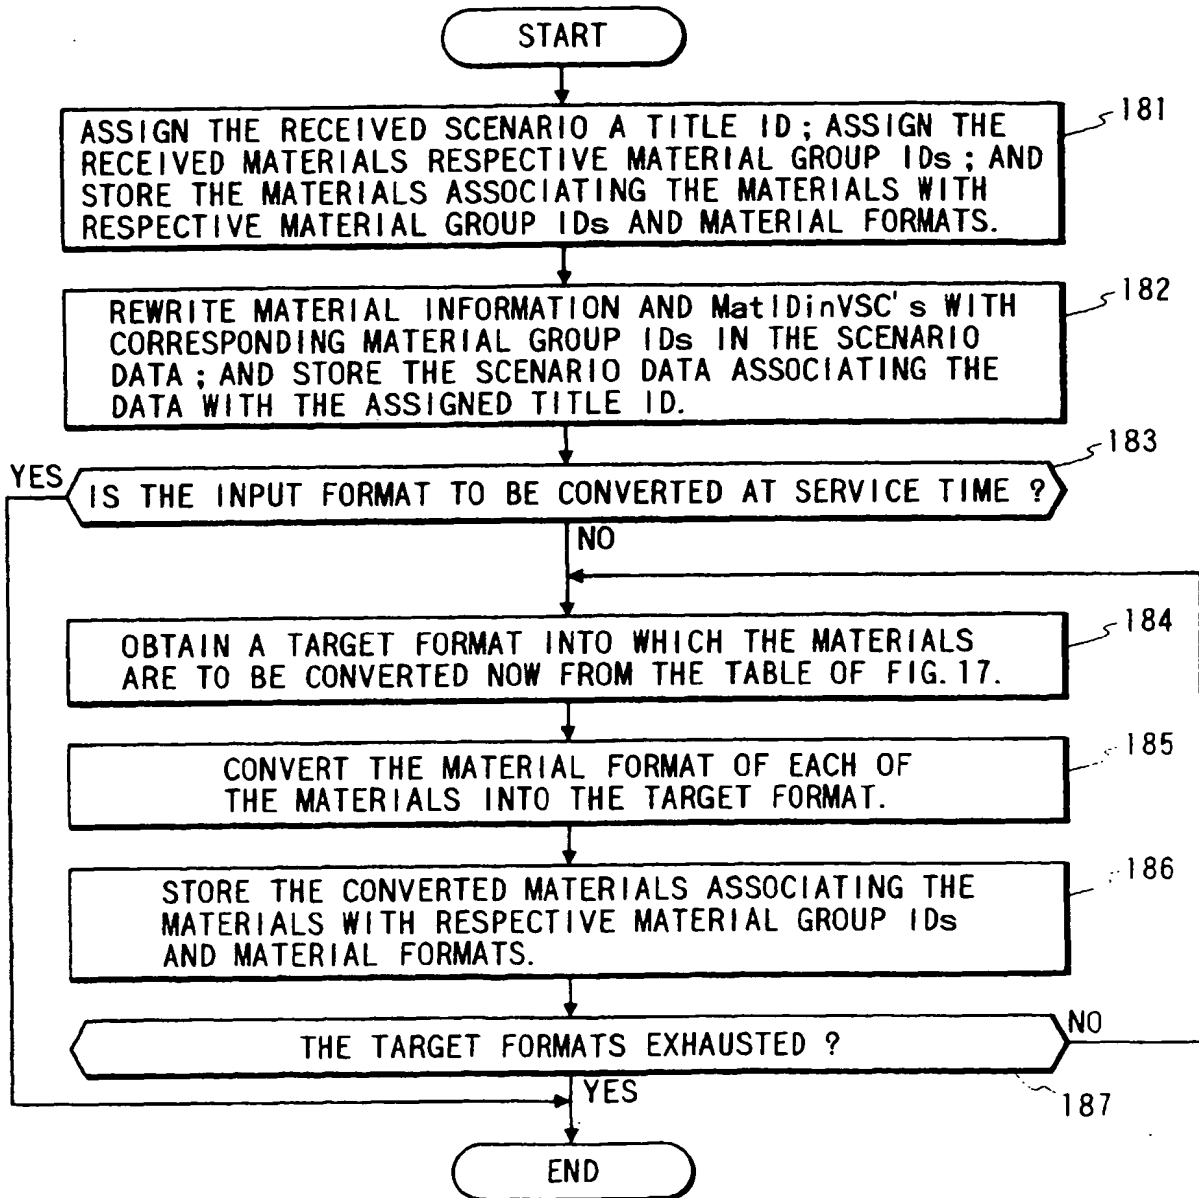 START
181
ASSIGN THE RECEIVED SCENARIO A TITLE ID ; ASSIGN THE
RECEIVED MATERIALS RESPECTIVE MATERIAL GROUP IDs ; AND
STORE THE MATERIALS ASSOCIATING THE MATERIALS WITH
RESPECTIVE MATERIAL GROUP IDs AND MATERIAL FORMATS.
182
REWRITE MATERIAL INFORMATION AND MatIDinVSC's WITH
CORRESPONDING MATERIAL GROUP IDs IN THE SCENARIO
DATA ; AND STORE THE SCENARIO DATA ASSOCIATING THE
DATA WITH THE ASSIGNED TITLE ID.
183
YES
IS THE INPUT FORMAT TO BE CONVERTED AT SERVICE TIME ?
NO
184
OBTAIN A TARGET FORMAT INTO WHICH THE MATERIALS
ARE TO BE CONVERTED NOW FROM THE TABLE OF FIG. 17.
185
CONVERT THE MATERIAL FORMAT OF EACH OF
THE MATERIALS INTO THE TARGET FORMAT.
186
STORE THE CONVERTED MATERIALS ASSOCIATING THE
MATERIALS WITH RESPECTIVE MATERIAL GROUP IDs
AND MATERIAL FORMATS.
NO
THE TARGET FORMATS EXHAUSTED ?
YES
187
END